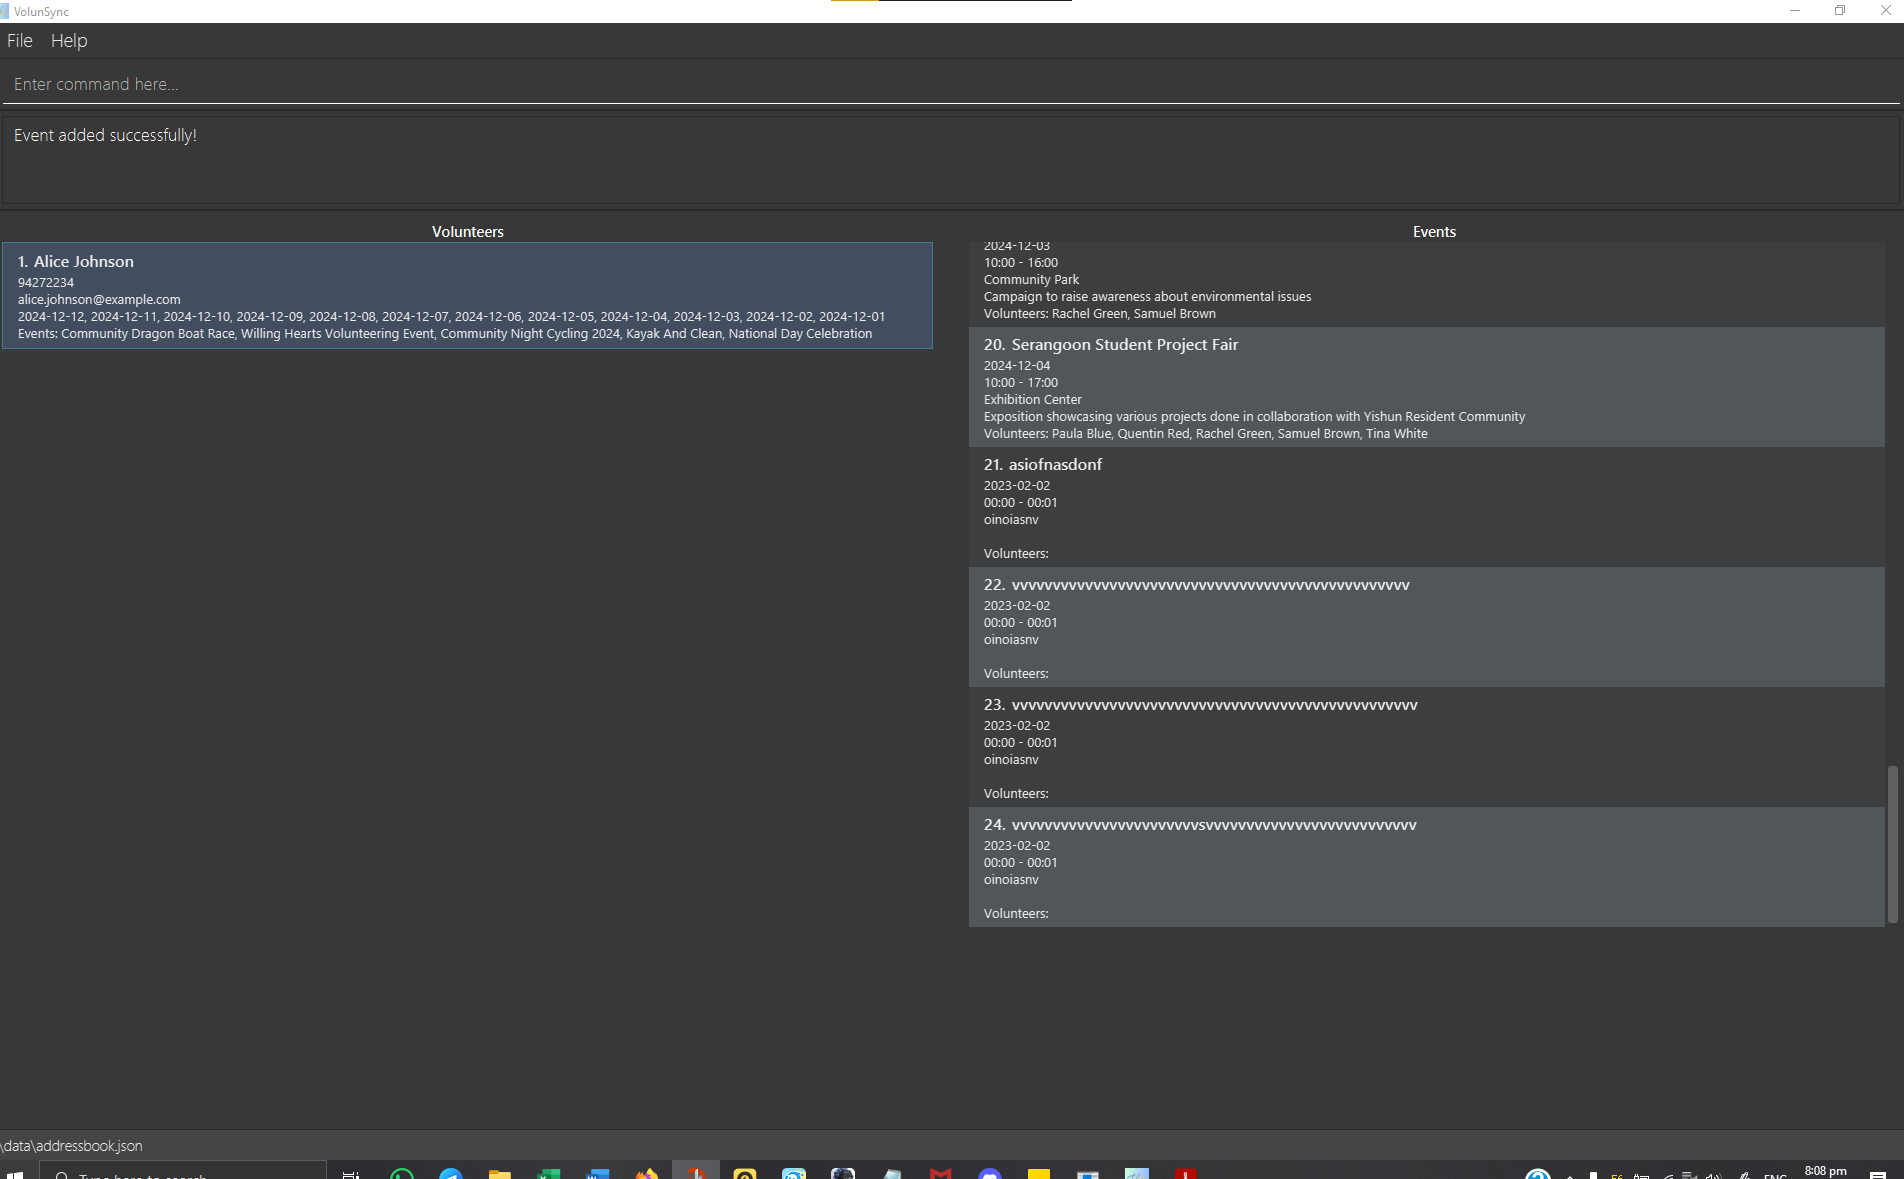 VolunSync
File Help
Enter command here...
Event added successfully!
Volunteers
1. Alice Johnson
94272234
alice.johnson@example.com
2024-12-12, 2024-12-11, 2024-12-10, 2024-12-09, 2024-12-08, 2024-12-07, 2024-12-06, 2024-12-05, 2024-12-04, 2024-12-03, 2024-12-02, 2024-12-01
Events: Community Dragon Boat Race, Willing Hearts Volunteering Event, Community Night Cycling 2024, Kayak And Clean, National Day Celebration
Events
2024-12-03
10:00 - 16:00
Community Park
Campaign to raise awareness about environmental issues
Volunteers: Rachel Green, Samuel Brown
20. Serangoon Student Project Fair
2024-12-04
10:00 - 17:00
Exhibition Center
Exposition showcasing various projects done in collaboration with Yishun Resident Community
Volunteers: Paula Blue, Quentin Red, Rachel Green, Samuel Brown, Tina White
21. asiofnasdonf
2023-02-02
00:00 - 00:01
oinoiasnv
Volunteers:
22. vvvvvvvvvvvvvvvvvvvvvvvvvvvvvvvvvvvvvvvvvvvvvvvvv
2023-02-02
00:00 - 00:01
oinoiasnv
Volunteers:
23. vvvvvvvvvvvvvvvvvvvvvvvvvvvvvvvvvvvvvvvvvvvvvvvvvv
2023-02-02
00:00 - 00:01
oinoiasnv
Volunteers:
24. vvvvvvvvvvvvvvvvvvvvvvvsvvvvvvvvvvvvvvvvvvvvvvvvvv
2023-02-02
00:00 - 00:01
oinoiasnv
Volunteers:
\data\addressbook.json
Type here to search
56
ENG
8:08 pm